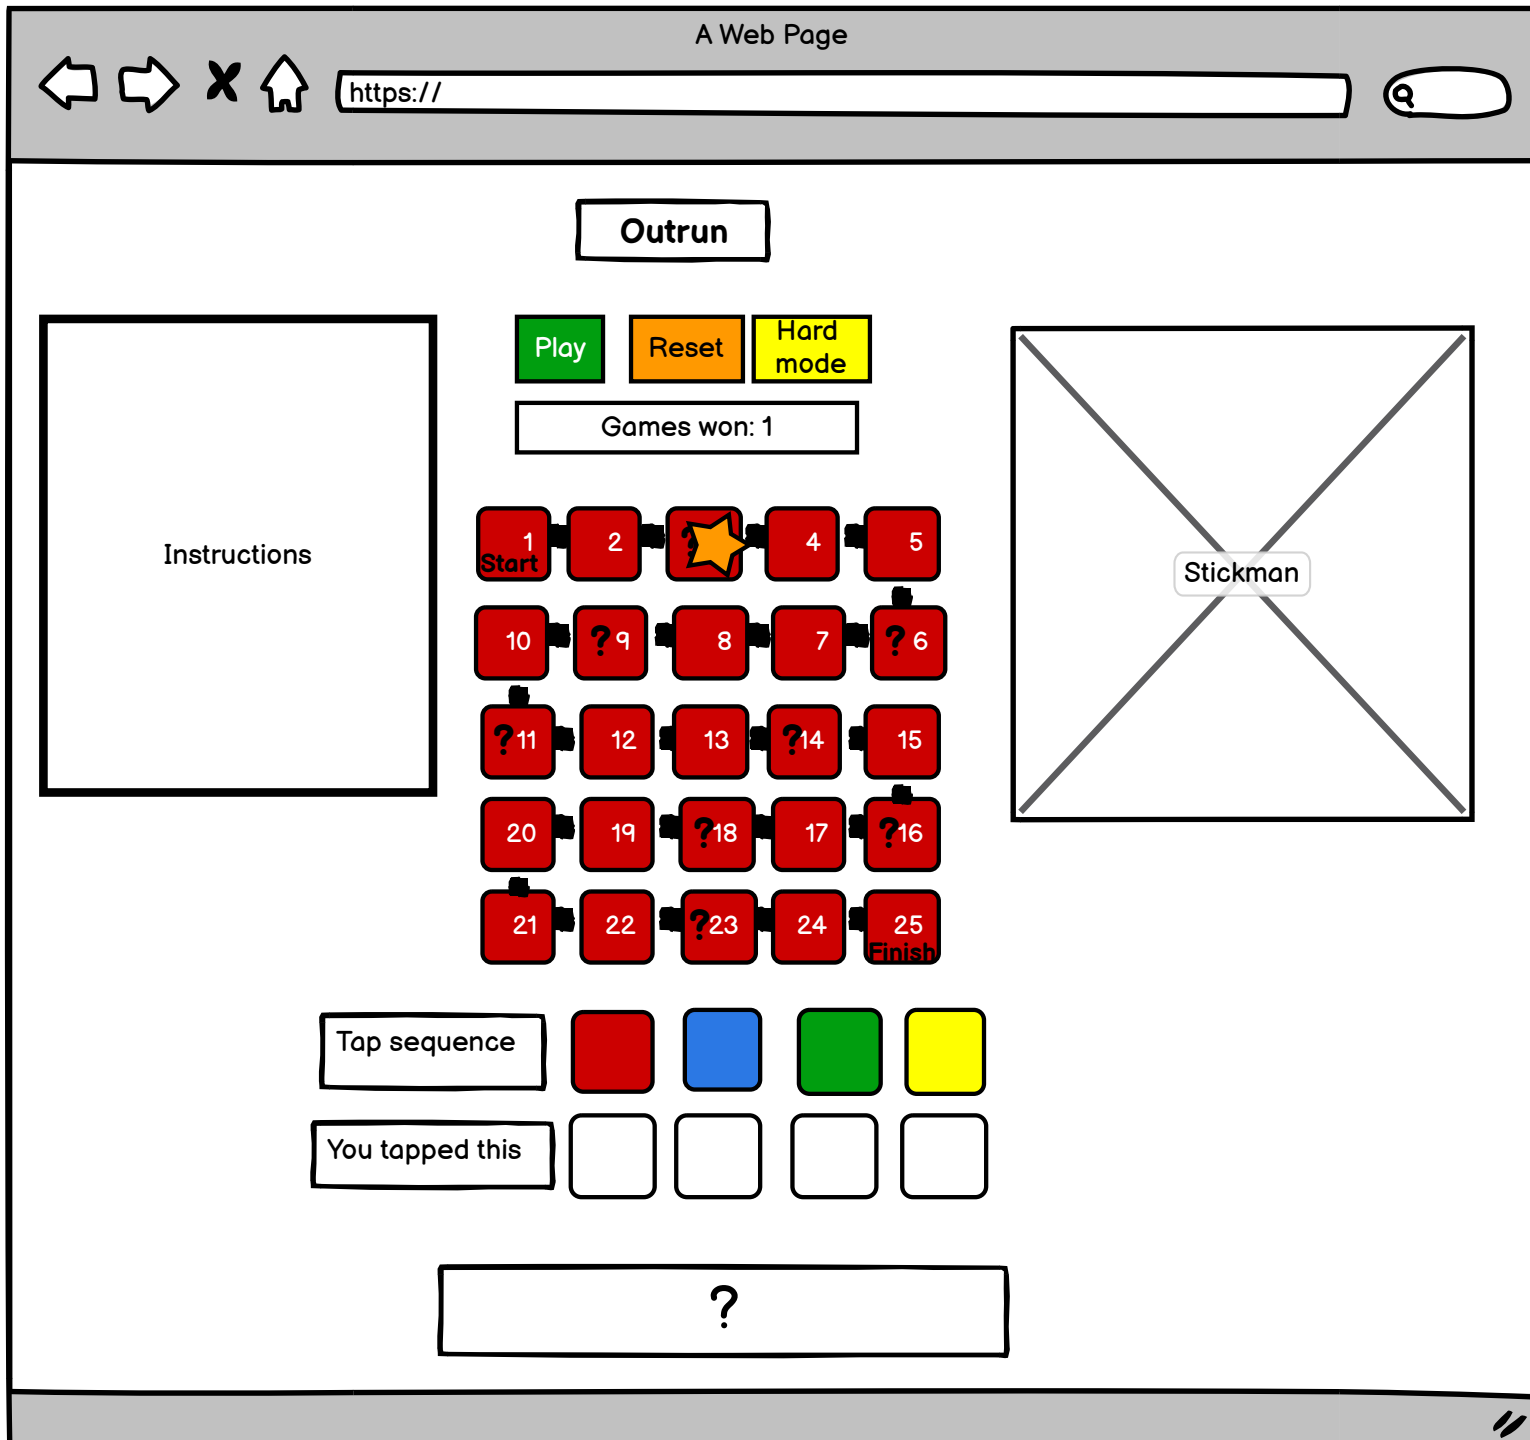 A Web Page
https://
Outrun
Play
Reset
Hard
mode
Games won: 1
Instructions
Stickman
1 2 ? 4 5
Start
10 ? 9 8 7 ? 6
? 11 12 13 ? 14 15
20 19 ? 18 17 ? 16
21 22 ? 23 24 25
Finish
Tap sequence
You tapped this
?